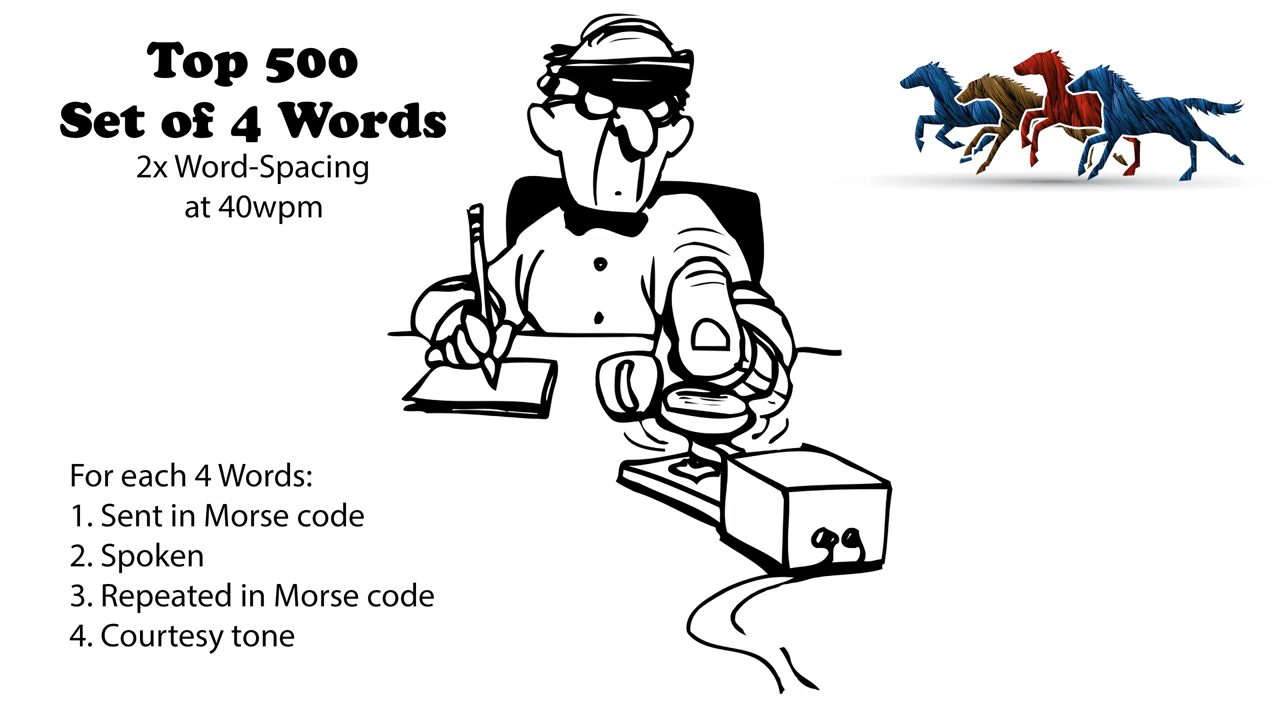 Top 500
Set of 4 Words
2x Word-Spacing
at 40wpm
For each 4 Words:
1. Sent in Morse code
2. Spoken
3. Repeated in Morse code
4. Courtesy tone